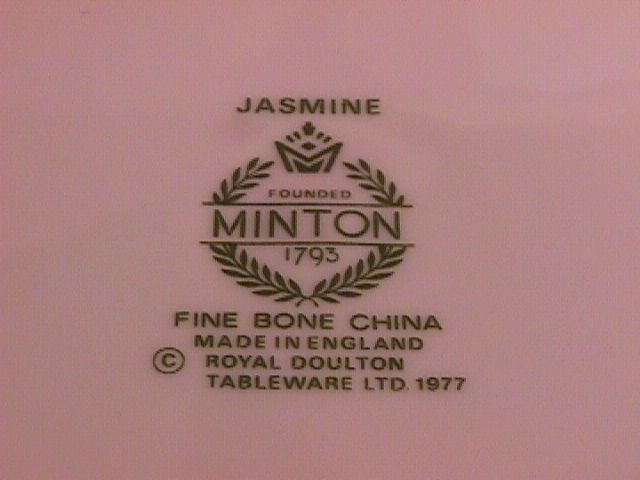 JASMINE
FOUNDED
MINTON
1793
FINE BONE CHINA
MADE IN ENGLAND
© ROYAL DOULTON
TABLEWARE LTD. 1977